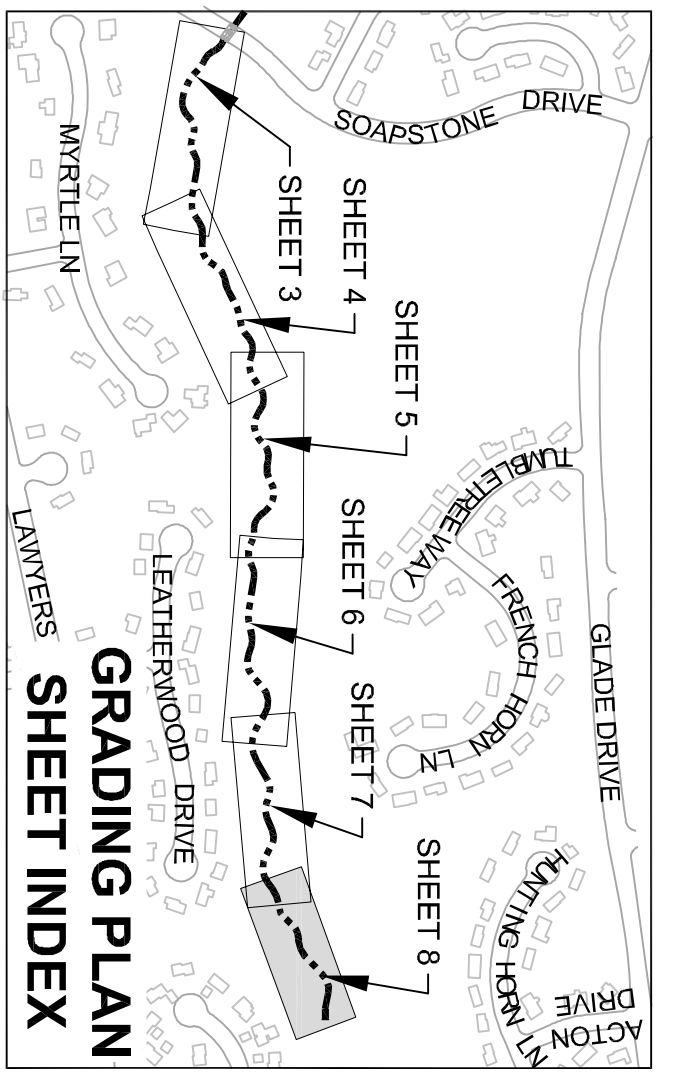 SOAPSTONE DRIVE
MYRTLE LN
SHEET 3
SHEET 4
SHEET 5
SHEET 6
SHEET 7
SHEET 8
TUMBLETREE WAY
FRENCH HORN LN
GLADE DRIVE
HUNTING HORN LN
ACTON
DRIVE
LAWYERS
LEATHERWOOD DRIVE
GRADING PLAN
SHEET INDEX